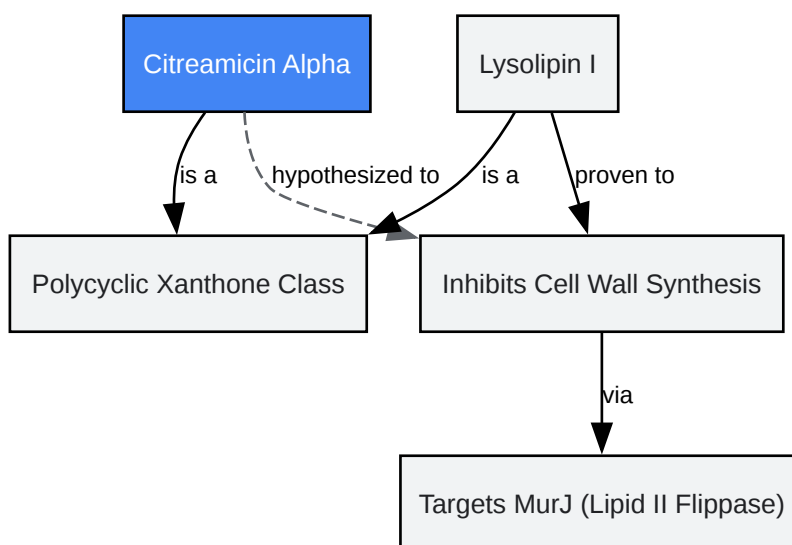 Citreamicin Alpha
Lysolipin I
is a
hypothesized to
is a
proven to
Polycyclic Xanthone Class
Inhibits Cell Wall Synthesis
via
Targets MurJ (Lipid II Flippase)